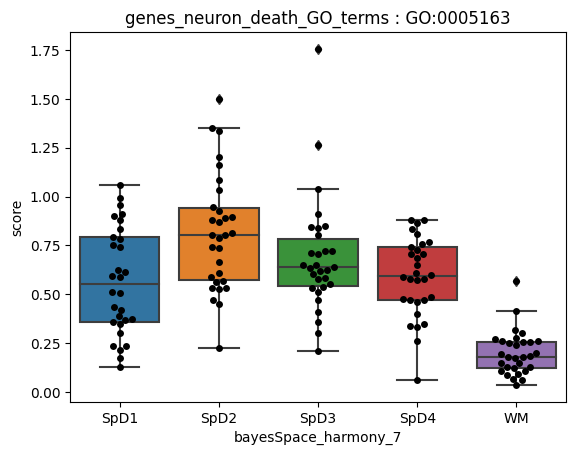 genes_neuron_death_GO_terms : GO:0005163
score
1.75
1.50
1.25
1.00
0.75
0.50
0.25
0.00
SpD1 SpD2 SpD3 SpD4 WM
bayesSpace_harmony_7